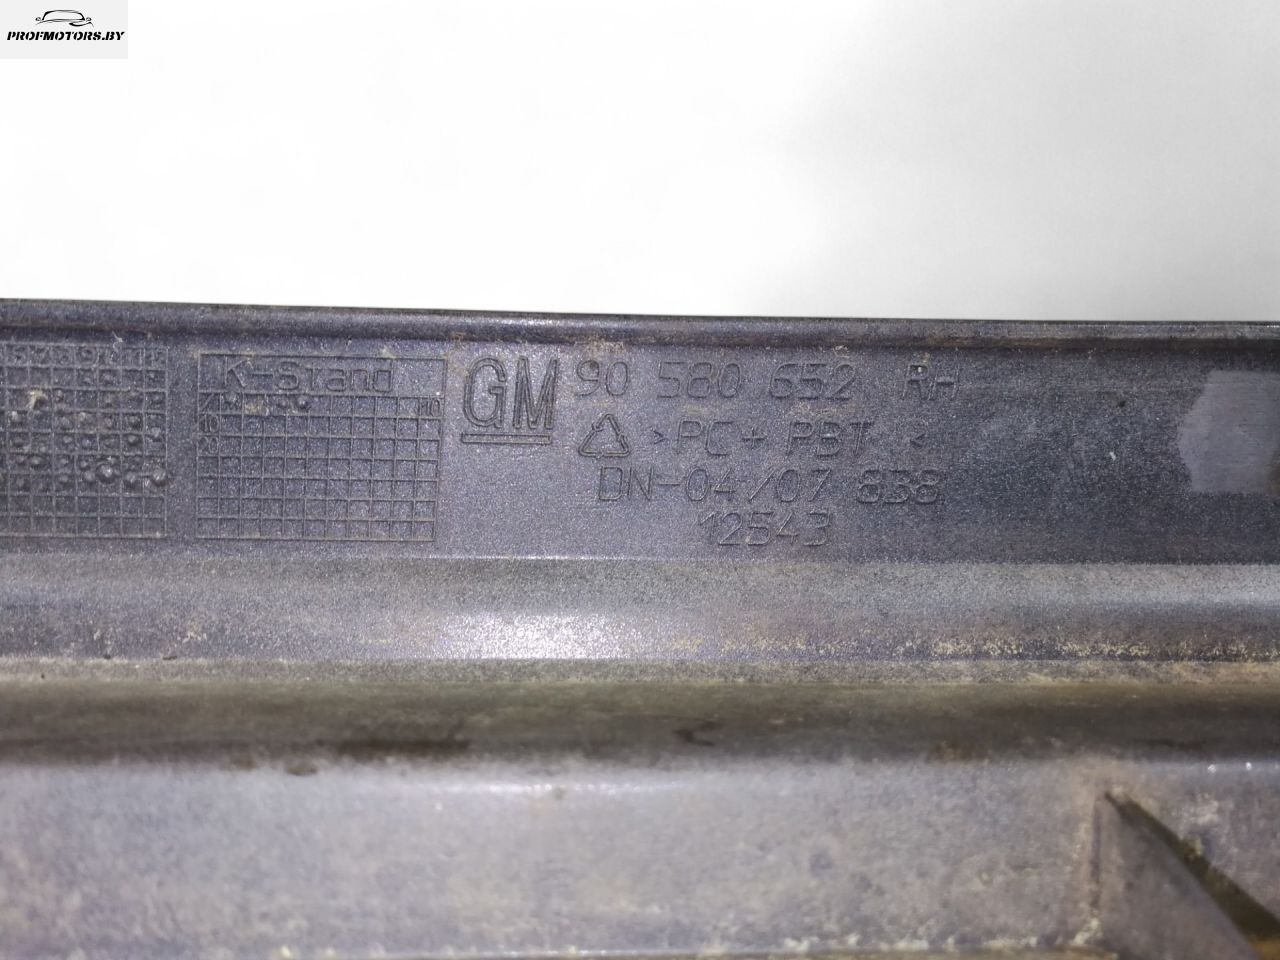 PROFMOTORS.BY
K-Stand
GM 90 580 652 RH
>PC+ PBT <
DN-04/07 838
12543